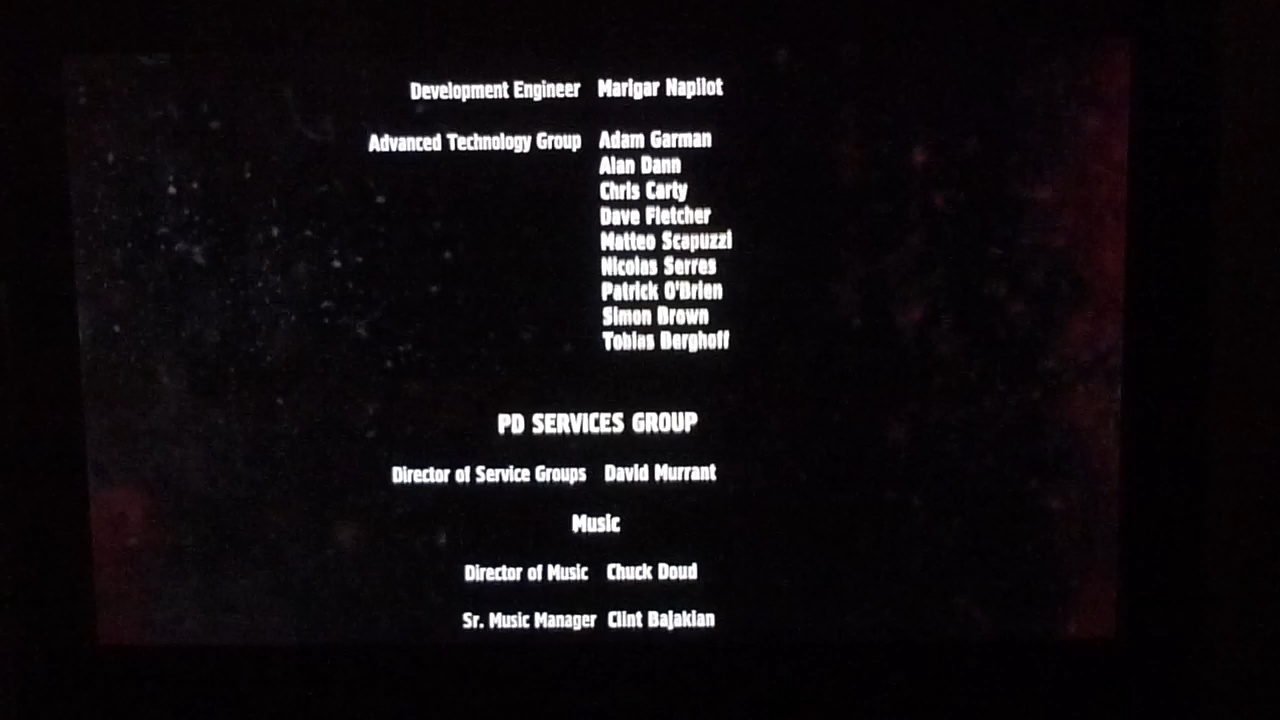 Development Engineer Marigar Napilot
Advanced Technology Group Adam Garman
Alan Dann
Chris Carty
Dave Fletcher
Matteo Scapuzzi
Nicolas Serres
Patrick O'Brien
Simon Brown
Tobias Berghoff
PD SERVICES GROUP
Director of Service Groups David Murrant
Music
Director of Music Chuck Doud
Sr. Music Manager Clint Bajakian